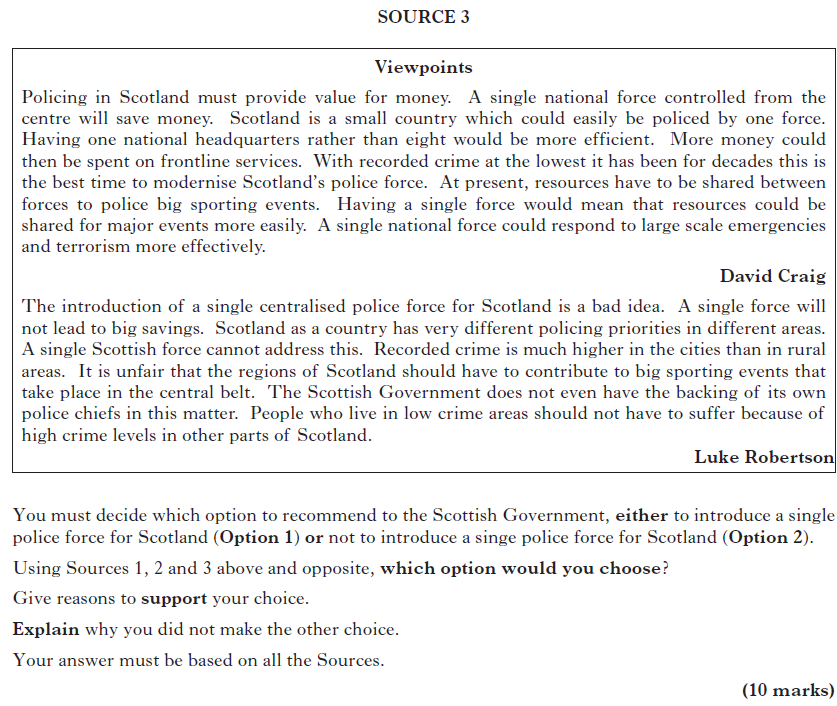 SOURCE 3
Viewpoints
Policing in Scotland must provide value for money. A single national force controlled from the
centre will save money. Scotland is a small country which could easily be policed by one force.
Having one national headquarters rather than eight would be more efficient. More money could
then be spent on frontline services. With recorded crime at the lowest it has been for decades this is
the best time to modernise Scotland's police force. At present, resources have to be shared between
forces to police big sporting events. Having a single force would mean that resources could be
shared for major events more easily. A single national force could respond to large scale emergencies
and terrorism more effectively.
David Craig
The introduction of a single centralised police force for Scotland is a bad idea. A single force will
not lead to big savings. Scotland as a country has very different policing priorities in different areas.
A single Scottish force cannot address this. Recorded crime is much higher in the cities than in rural
areas. It is unfair that the regions of Scotland should have to contribute to big sporting events that
take place in the central belt. The Scottish Government does not even have the backing of its own
police chiefs in this matter. People who live in low crime areas should not have to suffer because of
high crime levels in other parts of Scotland.
Luke Robertson
You must decide which option to recommend to the Scottish Government, either to introduce a single
police force for Scotland (Option 1) or not to introduce a singe police force for Scotland (Option 2).
Using Sources 1, 2 and 3 above and opposite, which option would you choose?
Give reasons to support your choice.
Explain why you did not make the other choice.
Your answer must be based on all the Sources.
(10 marks)